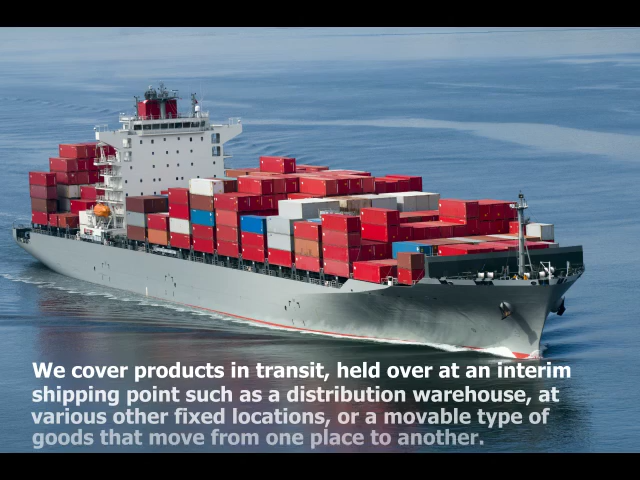 We cover products in transit, held over at an interim
shipping point such as a distribution warehouse, at
various other fixed locations, or a movable type of
goods that move from one place to another.